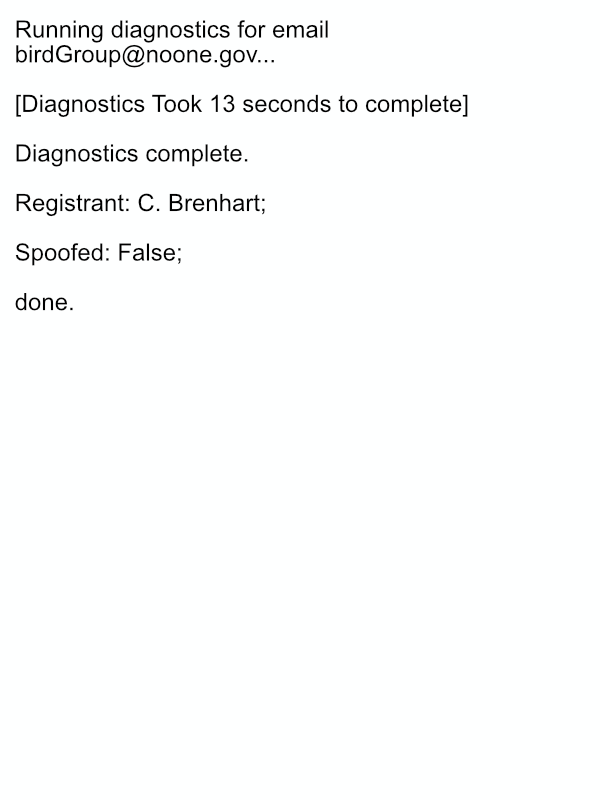 Running diagnostics for email
birdGroup@noone.gov...
[Diagnostics Took 13 seconds to complete]
Diagnostics complete.
Registrant: C. Brenhart;
Spoofed: False;
done.